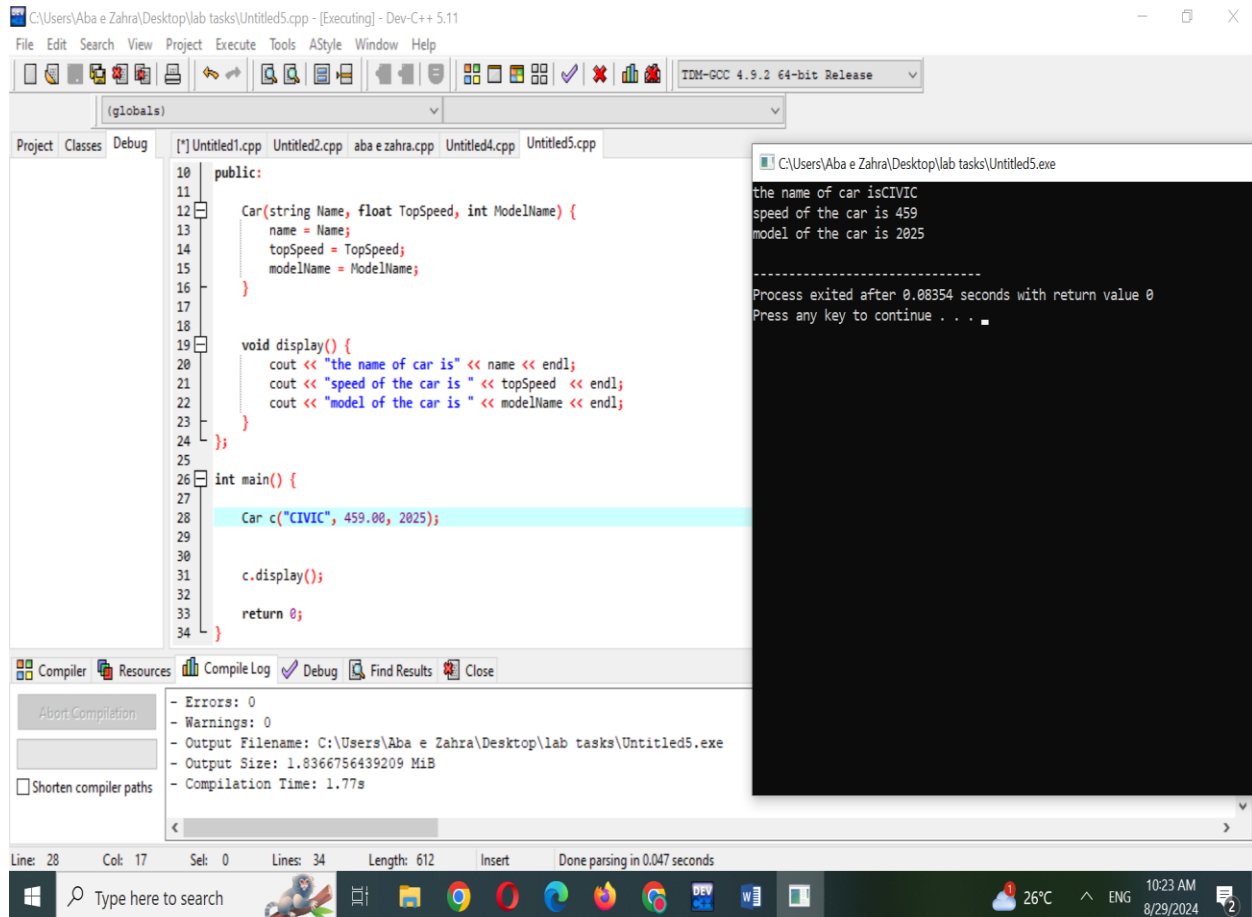 C:\Users\Aba e Zahra\Desktop\lab tasks\Untitled5.cpp - [Executing] - Dev-C++ 5.11
File Edit Search View Project Execute Tools AStyle Window Help
TDM-GCC 4.9.2 64-bit Release
(globals)
Project Classes Debug
[*] Untitled1.cpp Untitled2.cpp aba e zahra.cpp Untitled4.cpp Untitled5.cpp
10 public:
11
12 Car(string Name, float TopSpeed, int ModelName) {
13 name = Name;
14 topSpeed = TopSpeed;
15 modelName = ModelName;
16 }
17
18
19 void display() {
20 cout << "the name of car is" << name << endl;
21 cout << "speed of the car is " << topSpeed << endl;
22 cout << "model of the car is " << modelName << endl;
23 }
24 };
25
26 int main() {
27
28 Car c("CIVIC", 459.00, 2025);
29
30
31 c.display();
32
33 return 0;
34 }
C:\Users\Aba e Zahra\Desktop\lab tasks\Untitled5.exe
the name of car isCIVIC
speed of the car is 459
model of the car is 2025
--------------------------------
Process exited after 0.08354 seconds with return value 0
Press any key to continue . . .
Compiler Resources Compile Log Debug Find Results Close
Abort Compilation
Shorten compiler paths
- Errors: 0
- Warnings: 0
- Output Filename: C:\Users\Aba e Zahra\Desktop\lab tasks\Untitled5.exe
- Output Size: 1.8366756439209 MiB
- Compilation Time: 1.77s
Line: 28 Col: 17 Sel: 0 Lines: 34 Length: 612 Insert Done parsing in 0.047 seconds
Type here to search
DEV
W
1
26°C
ENG
10:23 AM
8/29/2024
2